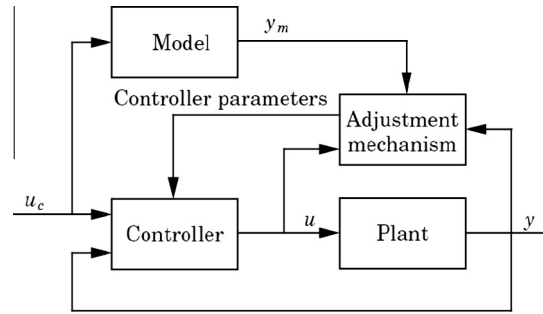 y_m
Model
Controller parameters
Adjustment
mechanism
u_c
Controller
u
Plant
y